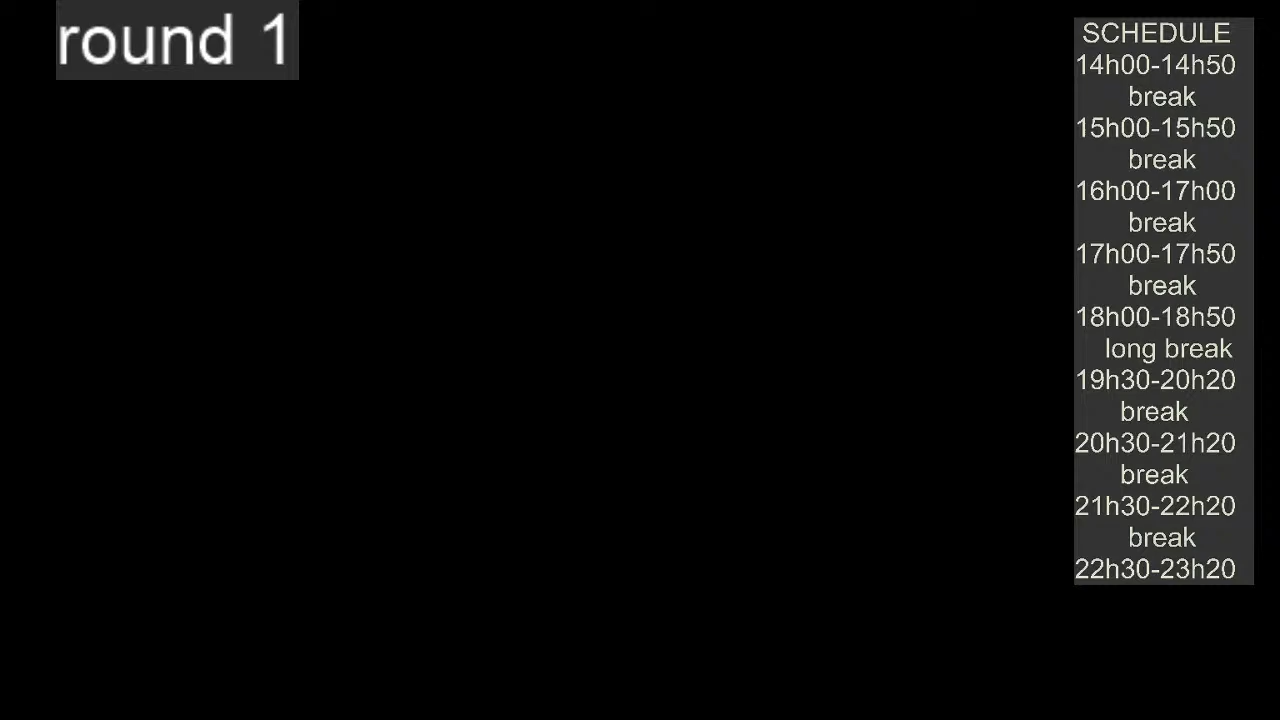 round 1
SCHEDULE
14h00-14h50
break
15h00-15h50
break
16h00-17h00
break
17h00-17h50
break
18h00-18h50
long break
19h30-20h20
break
20h30-21h20
break
21h30-22h20
break
22h30-23h20